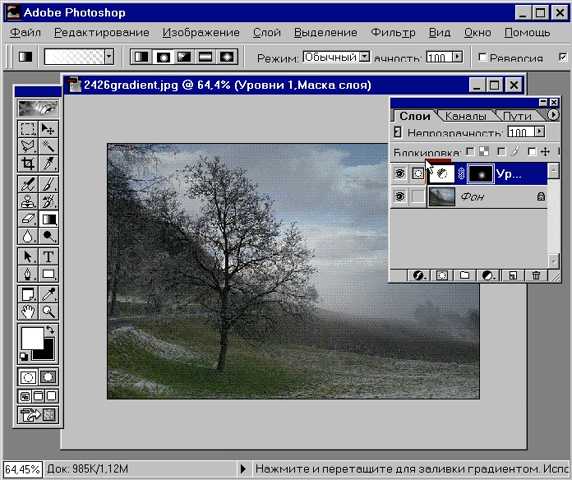 Adobe Photoshop
Файл Редактирование Изображение Слой Выделение Фильтр Вид Окно Помощь
Режим: Обычный ачность: 100 Реверсия
2426gradient.jpg @ 64,4% (Уровни 1,Маска слоя)
Слои Каналы Пути
Непрозрачность: 100
Блокировка:
Ур...
Фон
64,45% Док: 985K/1,12M Нажмите и перетащите для заливки градиентом. Испо